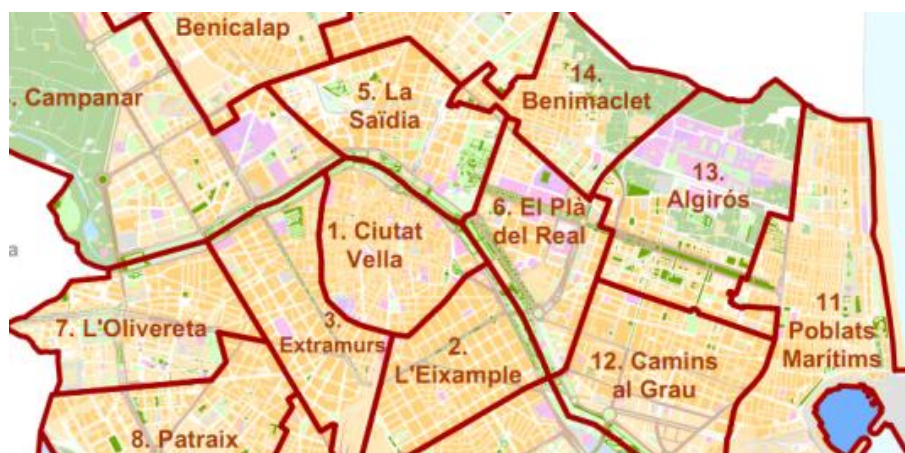 Benicalap
. Campanar
5. La
Saïdia
14.
Benimaclet
13.
Algirós
1. Ciutat
Vella
6. El Plà
del Real
7. L'Olivereta
3.
Extramurs
2.
L'Eixample
12. Camins
al Grau
11.
Poblats
Marítims
8. Patraix
a